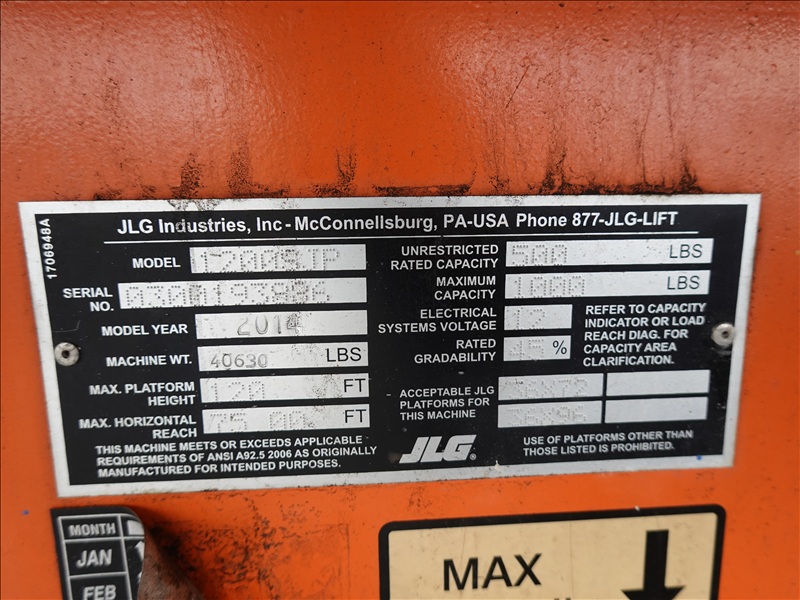 1706948A
JLG Industries, Inc - McConnellsburg, PA-USA Phone 877-JLG-LIFT
MODEL 1200SJP
SERIAL NO.
MODEL YEAR 2014
MACHINE WT. 40630 LBS
MAX. PLATFORM HEIGHT 120 FT
MAX. HORIZONTAL REACH 75.00 FT
THIS MACHINE MEETS OR EXCEEDS APPLICABLE
REQUIREMENTS OF ANSI A92.5 2006 AS ORIGINALLY
MANUFACTURED FOR INTENDED PURPOSES.
UNRESTRICTED
RATED CAPACITY 500 LBS
MAXIMUM
CAPACITY 1000 LBS
ELECTRICAL
SYSTEMS VOLTAGE 12
RATED
GRADABILITY 45 %
REFER TO CAPACITY
INDICATOR OR LOAD
REACH DIAG. FOR
CAPACITY AREA
CLARIFICATION.
ACCEPTABLE JLG
PLATFORMS FOR
THIS MACHINE
36X72
36X96
JLG®
USE OF PLATFORMS OTHER THAN
THOSE LISTED IS PROHIBITED.
MONTH
JAN
FEB
MAX